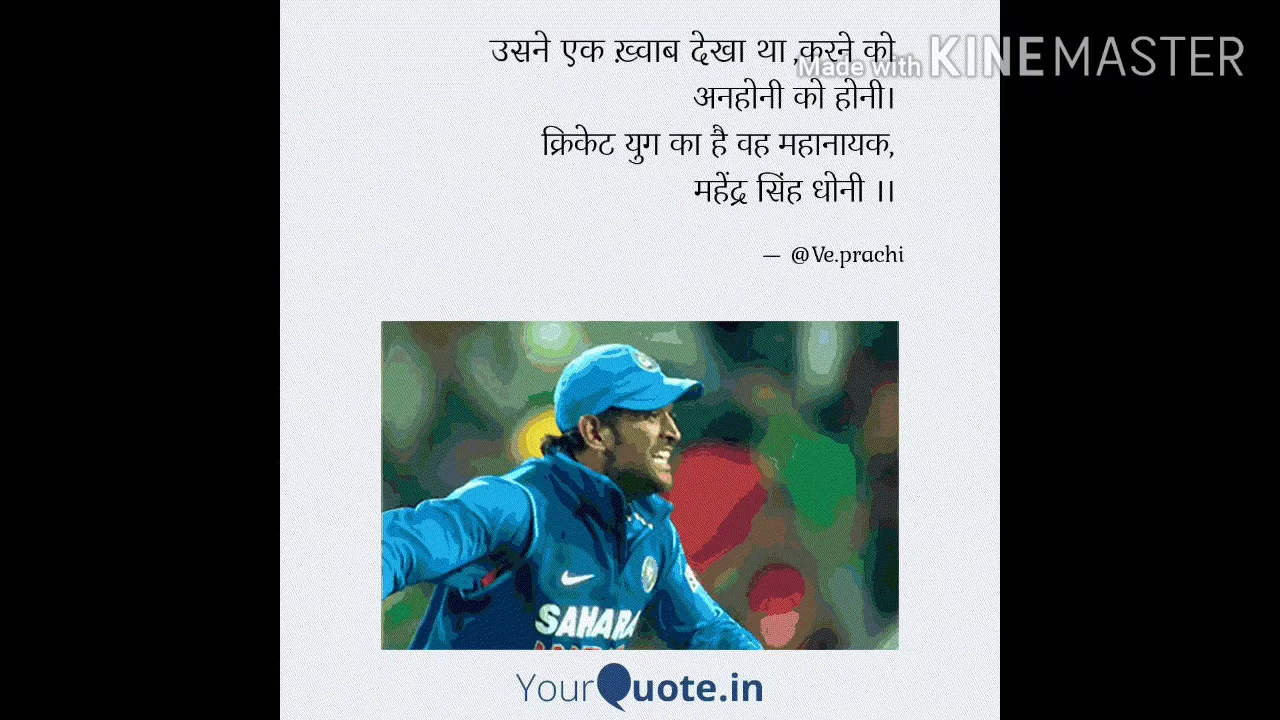 उसने एक ख़्वाब देखा था ,करने को
अनहोनी को होनी।
क्रिकेट युग का है वह महानायक,
महेंद्र सिंह धोनी ।।
— @Ve.prachi
Made with KINEMASTER
SAHARA
YourQuote.in